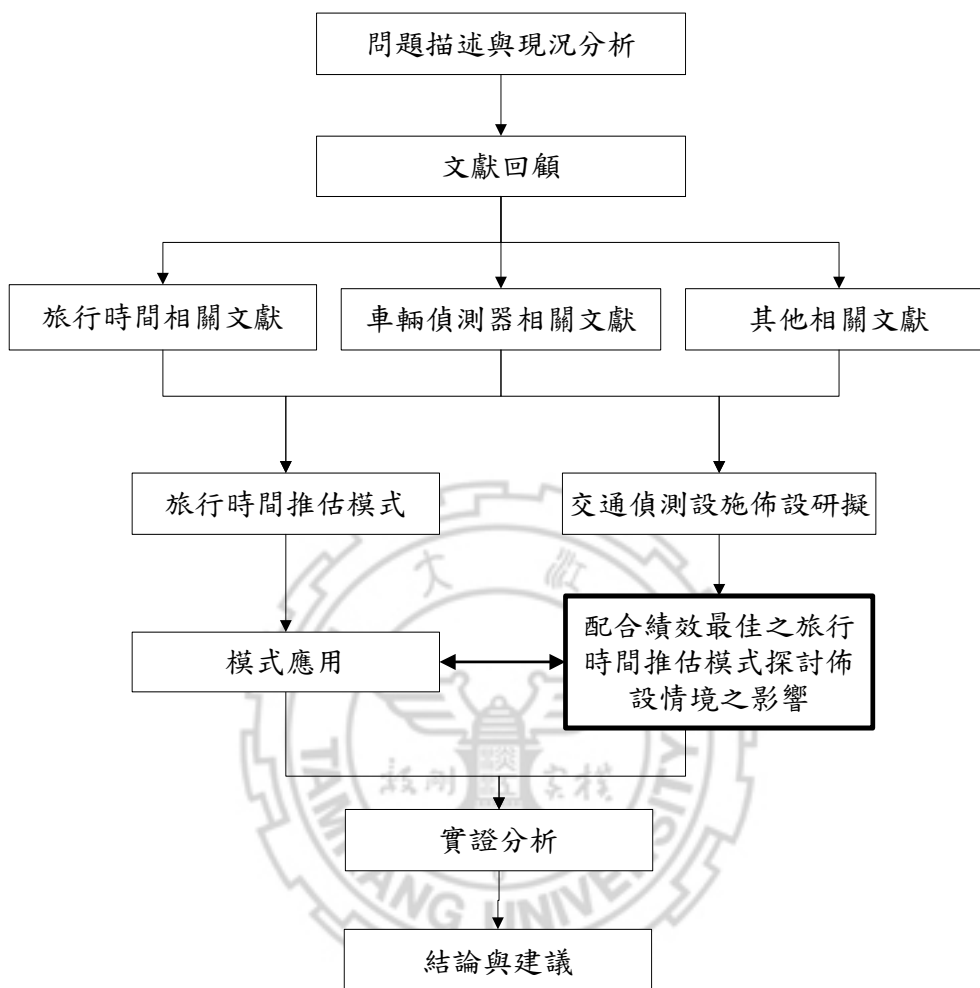 問題描述與現況分析
文獻回顧
旅行時間相關文獻
車輛偵測器相關文獻
其他相關文獻
旅行時間推估模式
交通偵測設施佈設研擬
模式應用
配合績效最佳之旅行
時間推估模式探討佈
設情境之影響
實證分析
結論與建議
TAMKANG UNIVERSITY